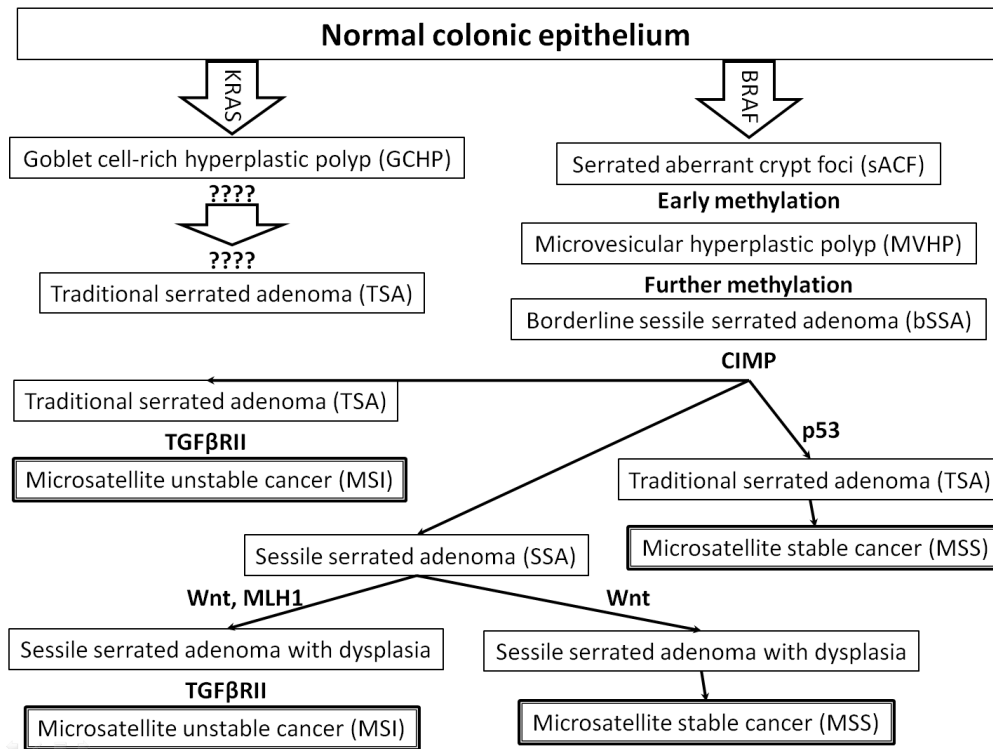 Normal colonic epithelium
KRAS
BRAF
Goblet cell-rich hyperplastic polyp (GCHP)
????
????
Traditional serrated adenoma (TSA)
Serrated aberrant crypt foci (sACF)
Early methylation
Microvesicular hyperplastic polyp (MVHP)
Further methylation
Borderline sessile serrated adenoma (bSSA)
CIMP
Traditional serrated adenoma (TSA)
TGFβRII
Microsatellite unstable cancer (MSI)
p53
Traditional serrated adenoma (TSA)
Microsatellite stable cancer (MSS)
Sessile serrated adenoma (SSA)
Wnt, MLH1
Wnt
Sessile serrated adenoma with dysplasia
TGFβRII
Microsatellite unstable cancer (MSI)
Sessile serrated adenoma with dysplasia
Microsatellite stable cancer (MSS)